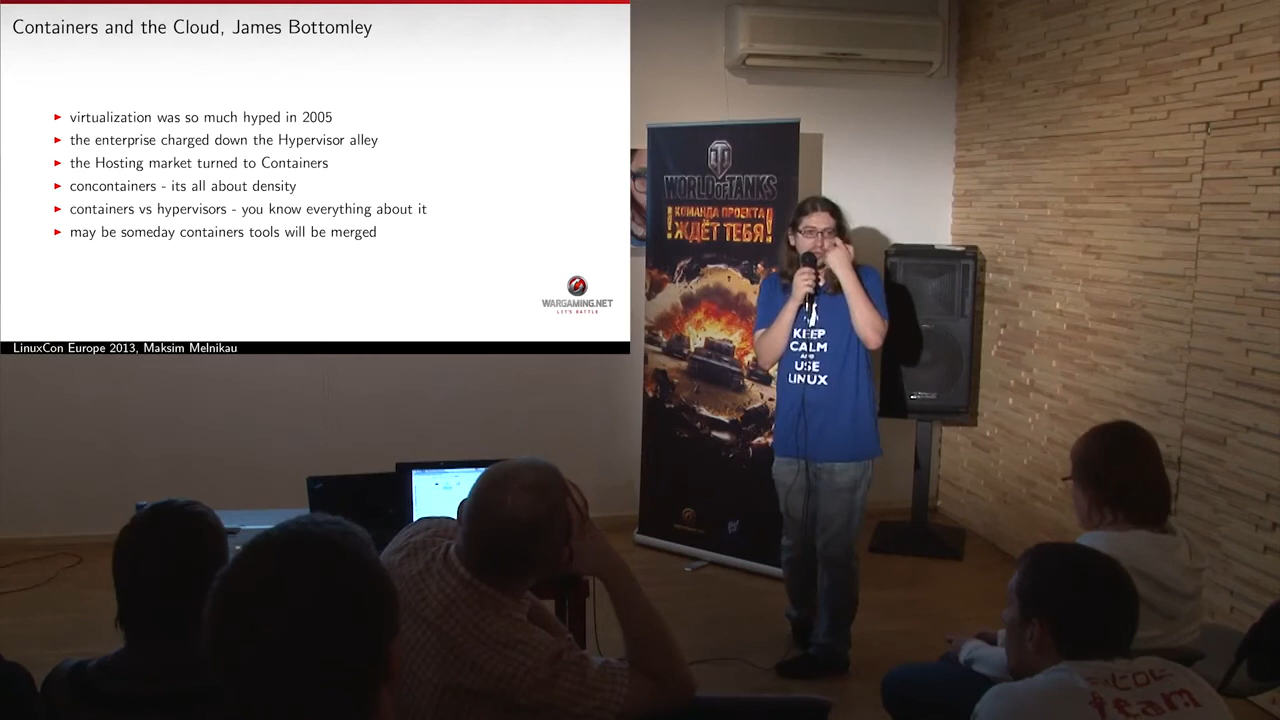 Containers and the Cloud, James Bottomley
virtualization was so much hyped in 2005
the enterprise charged down the Hypervisor alley
the Hosting market turned to Containers
concontainers - its all about density
containers vs hypervisors - you know everything about it
may be someday containers tools will be merged
WARGAMING.NET
LET'S BATTLE
LinuxCon Europe 2013, Maksim Melnikau
WORLD OF TANKS
КОМАНДА ПРОЕКТА
ЖДЁТ ТЕБЯ!
KEEP
CALM
AND
USE
LINUX
team